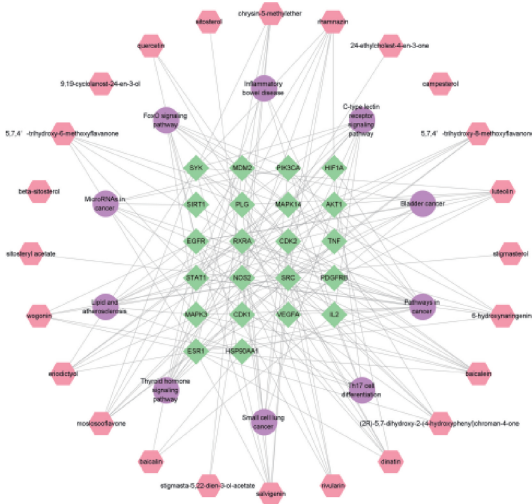 chrysin-5-methylether
sitosterol
rhamnazin
quercetin
24-ethylcholest-4-en-3-one
9,19-cyclolanost-24-en-3-ol
Inflammatory
bowel disease
campesterol
FoxO signaling
pathway
C-type lectin
receptor
signaling pathway
5,7,4' -trihydroxy-6-methoxyflavanone
5,7,4' -trihydroxy-8-methoxyflavanone
SYK
MDM2
PIK3CA
HIF1A
beta-sitosterol
MicroRNAs in
cancer
SIRT1
PLG
MAPK14
AKT1
Bladder cancer
luteolin
sitosteryl acetate
EGFR
RXRA
CDK2
TNF
stigmasterol
STAT1
NOS2
SRC
PDGFRB
wogonin
Lipid and
atherosclerosis
MAPK3
CDK1
VEGFA
IL2
Pathways in
cancer
6-hydroxynaringenin
ESR1
HSP90AA1
eriodictyol
Thyroid hormone
signaling
pathway
Th17 cell
differentiation
baicalein
moslosooflavone
Small cell lung
cancer
(2R)-5,7-dihydroxy-2-(4-hydroxyphenyl)chroman-4-one
baicalin
dinatin
stigmasta-5,22-dien-3-ol-acetate
salvigenin
rivularin